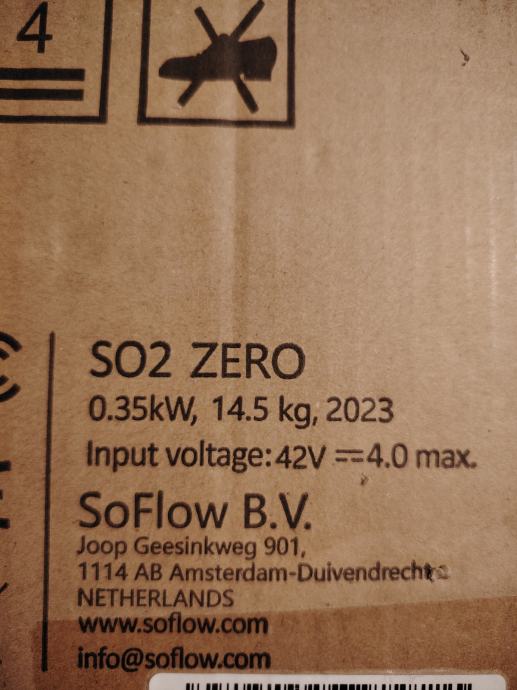 4
SO2 ZERO
0.35kW, 14.5 kg, 2023
Input voltage: 42V ⎓4.0 max.
SoFlow B.V.
Joop Geesinkweg 901,
1114 AB Amsterdam-Duivendrecht
NETHERLANDS
www.soflow.com
info@soflow.com